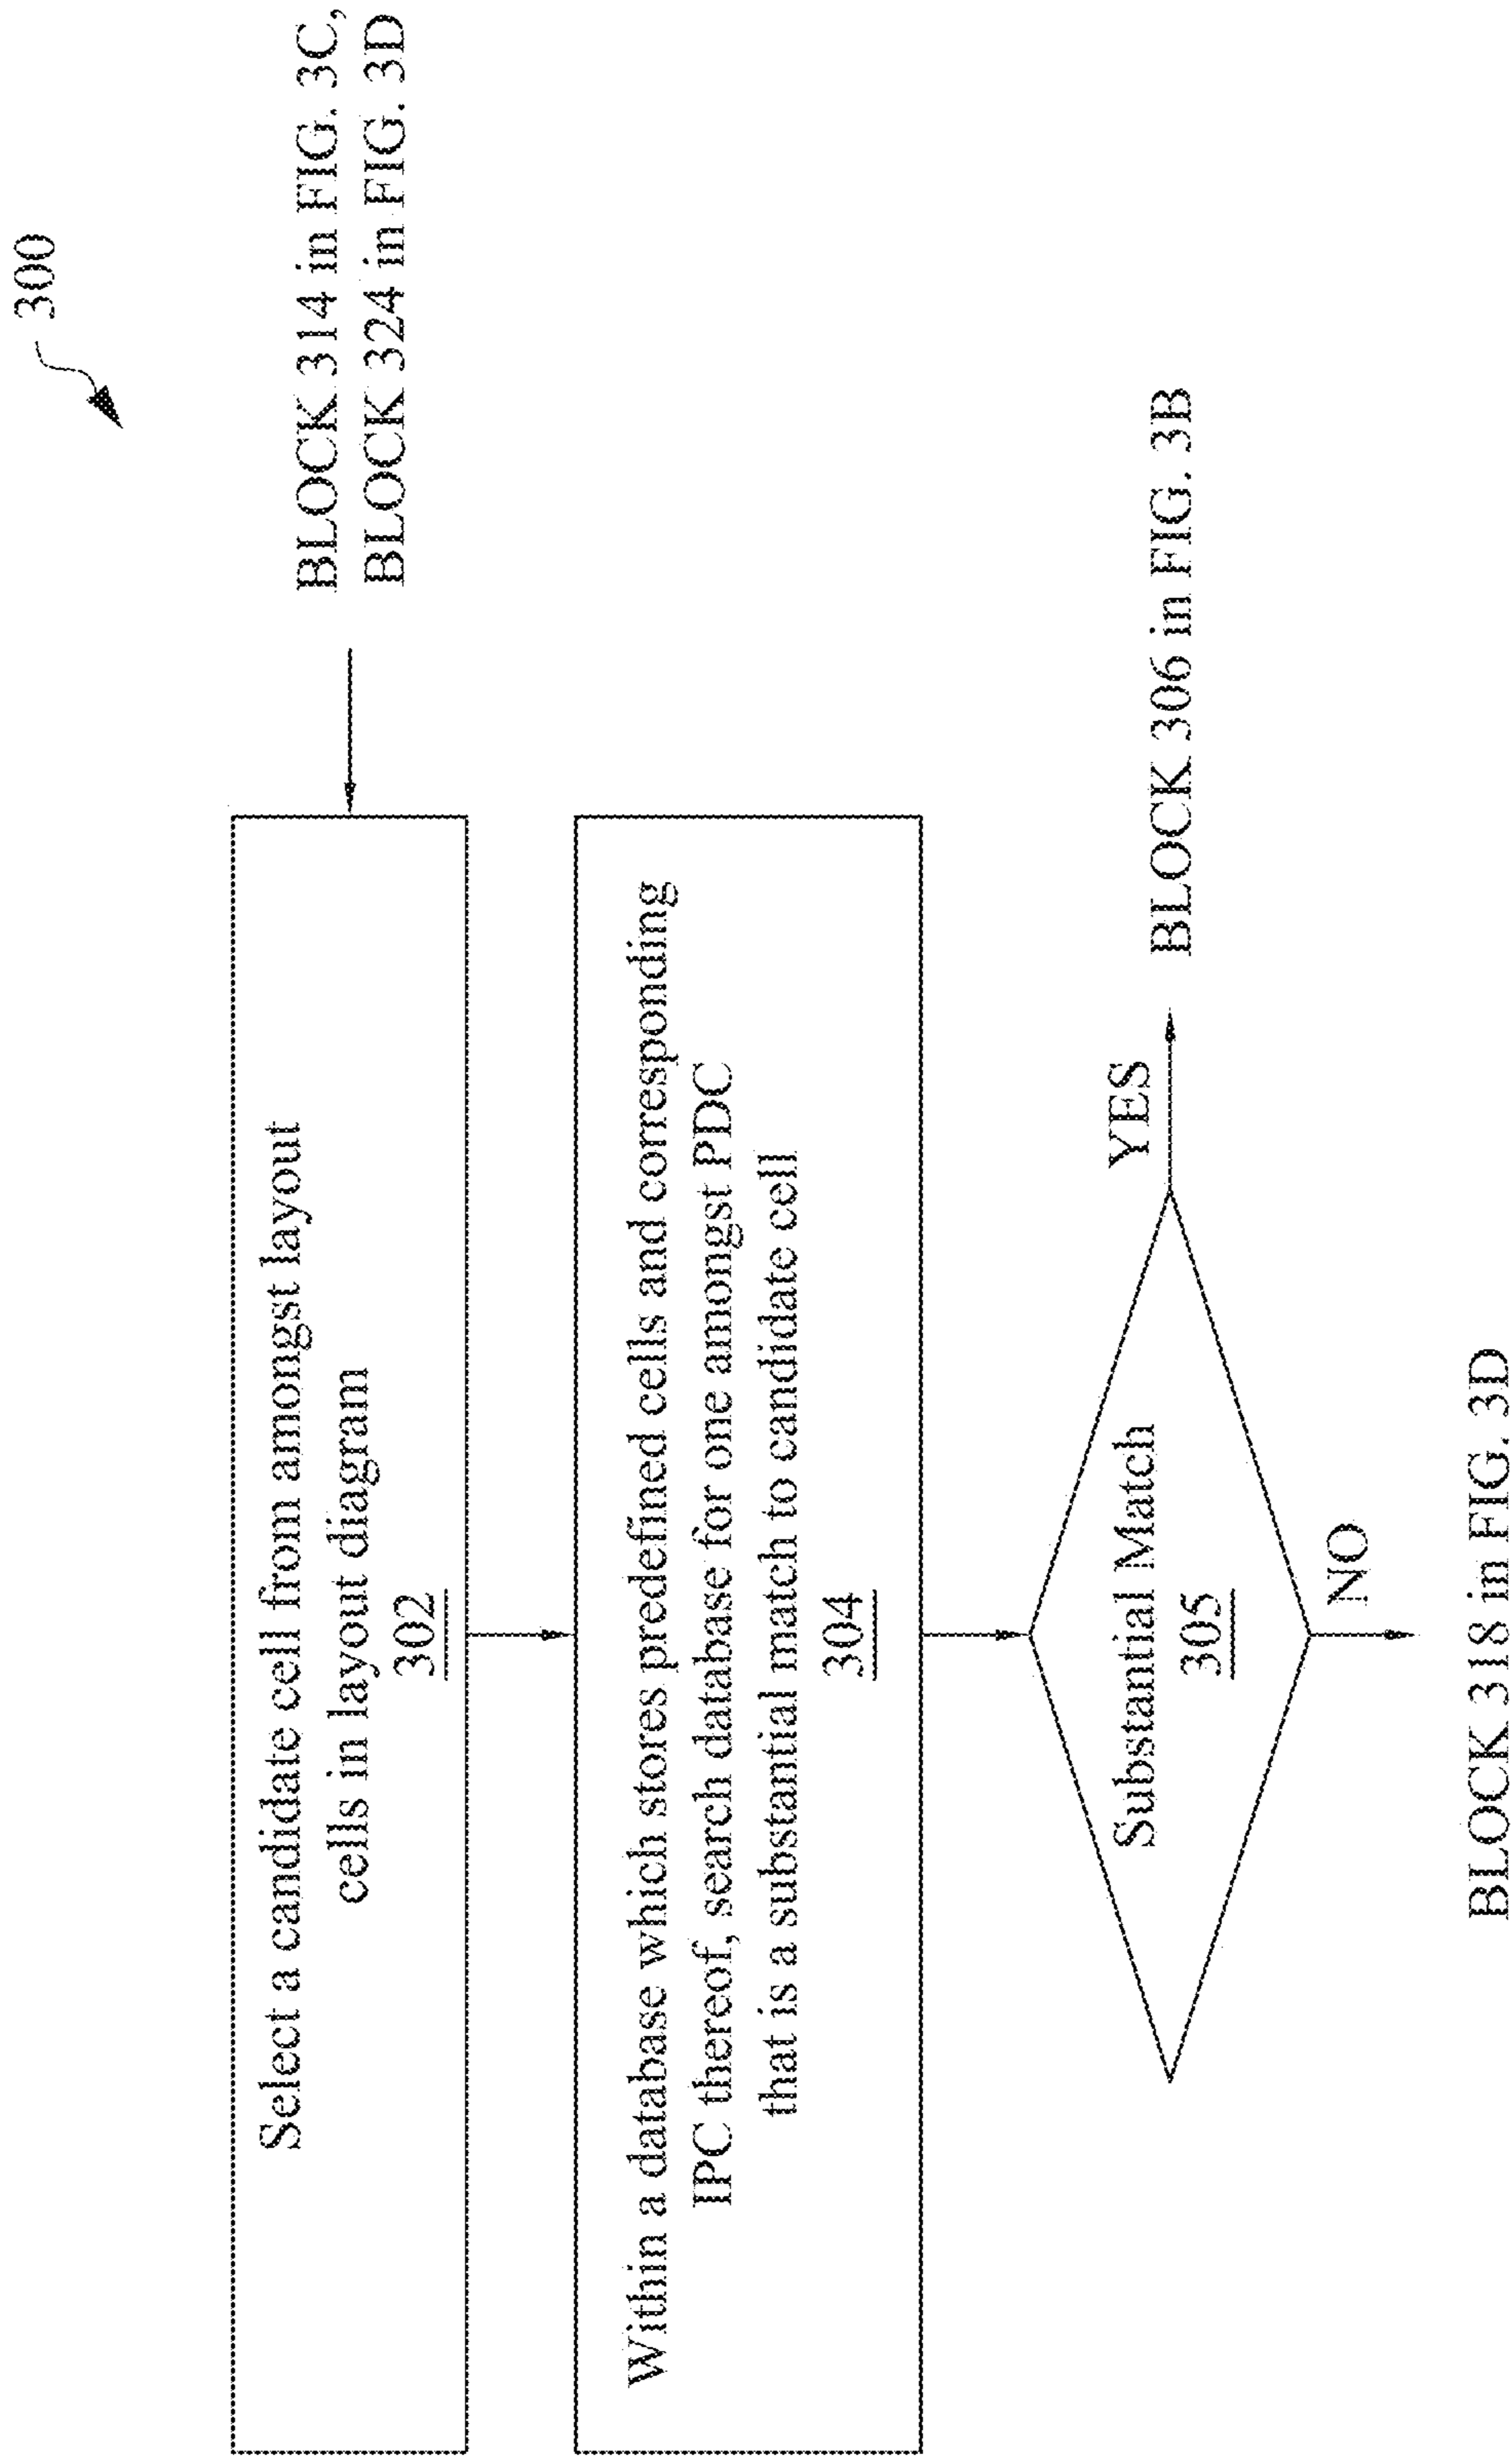 300
BLOCK 314 in FIG. 3C,
BLOCK 324 in FIG. 3D
Select a candidate cell from amongst layout
cells in layout diagram
302
Within a database which stores predefined cells and corresponding
IPC thereof, search database for one amongst PDC
that is a substantial match to candidate cell
304
Substantial Match
305
YES
BLOCK 306 in FIG. 3B
NO
BLOCK 318 in FIG. 3D